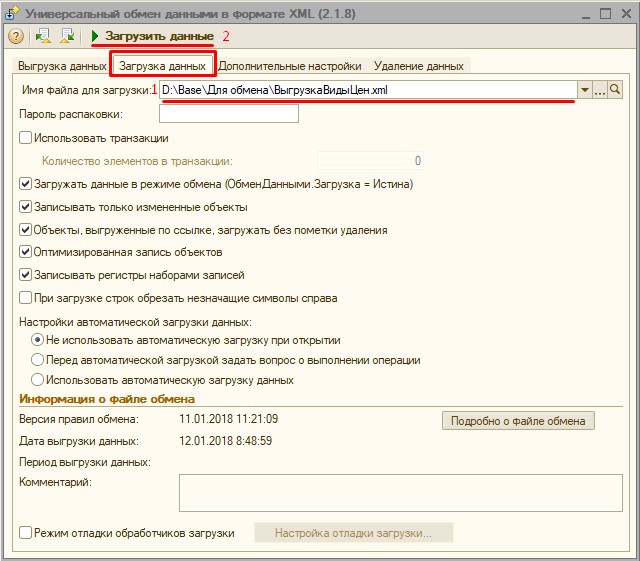 Универсальный обмен данными в формате XML (2.1.8)
Загрузить данные 2
Выгрузка данных Загрузка данных Дополнительные настройки Удаление данных
Имя файла для загрузки: 1 D:\Base\Для обмена\ВыгрузкаВидыЦен.xml
Пароль распаковки:
Использовать транзакции
Количество элементов в транзакции: 0
Загружать данные в режиме обмена (ОбменДанными.Загрузка = Истина)
Записывать только измененные объекты
Объекты, выгруженные по ссылке, загружать без пометки удаления
Оптимизированная запись объектов
Записывать регистры наборами записей
При загрузке строк обрезать незначащие символы справа
Настройки автоматической загрузки данных:
Не использовать автоматическую загрузку при открытии
Перед автоматической загрузкой задать вопрос о выполнении операции
Использовать автоматическую загрузку данных
Информация о файле обмена
Версия правил обмена: 11.01.2018 11:21:09 Подробно о файле обмена
Дата выгрузки данных: 12.01.2018 8:48:59
Период выгрузки данных:
Комментарий:
Режим отладки обработчиков загрузки Настройка отладки загрузки...